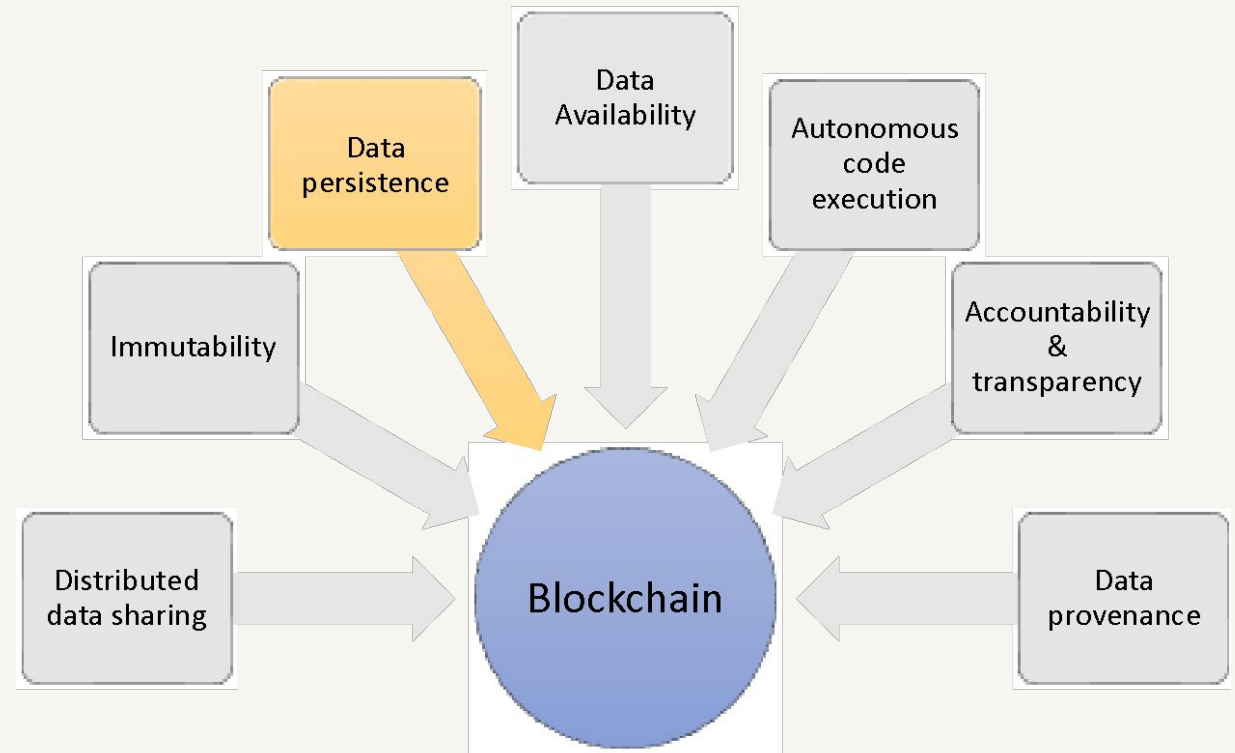 Data
Availability
Data
persistence
Autonomous
code
execution
Immutability
Accountability
&
transparency
Distributed
data sharing
Blockchain
Data
provenance